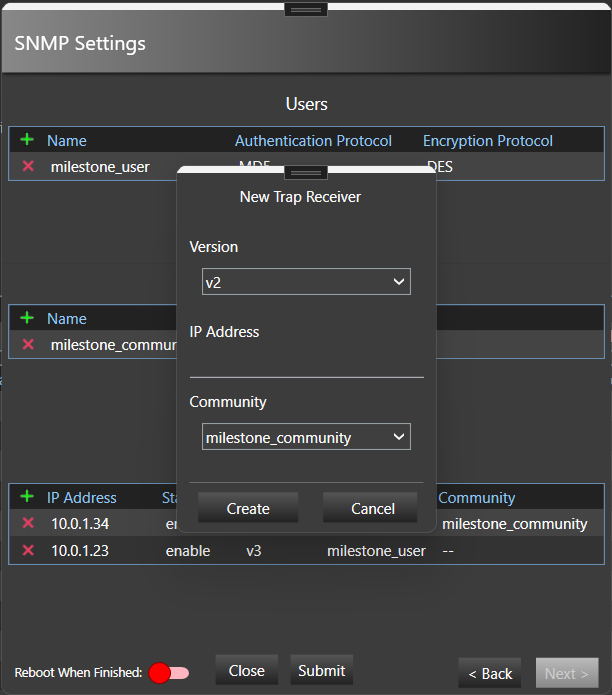 SNMP Settings
Users
Name Authentication Protocol Encryption Protocol
milestone_user MD5 DES
New Trap Receiver
Version
v2
IP Address
Name
milestone_commun
Community
milestone_community
IP Address Sta Community
Create Cancel
10.0.1.34 en milestone_community
10.0.1.23 enable v3 milestone_user --
Reboot When Finished: Close Submit < Back Next >